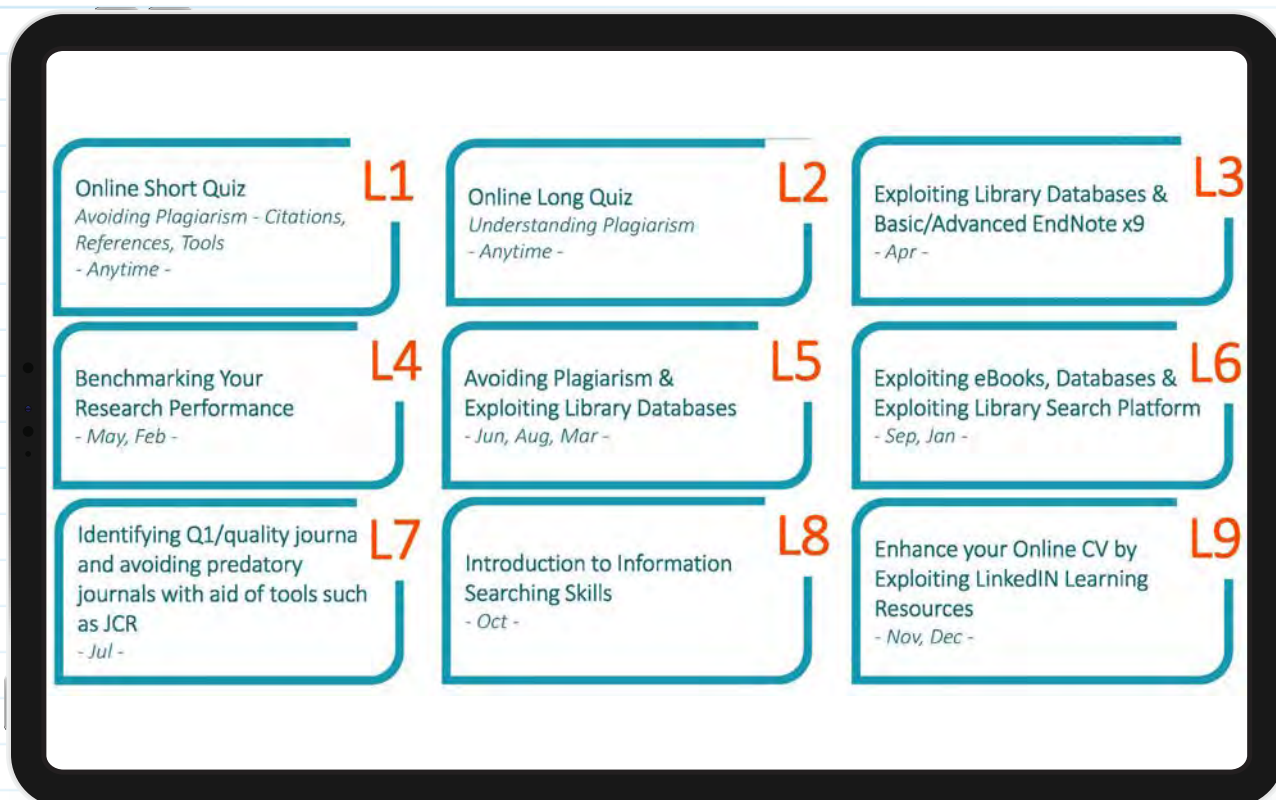 L1
Online Short Quiz
Avoiding Plagiarism - Citations,
References, Tools
- Anytime -
L2
Online Long Quiz
Understanding Plagiarism
- Anytime -
L3
Exploiting Library Databases &
Basic/Advanced EndNote x9
- Apr -
L4
Benchmarking Your
Research Performance
- May, Feb -
L5
Avoiding Plagiarism &
Exploiting Library Databases
- Jun, Aug, Mar -
L6
Exploiting eBooks, Databases &
Exploiting Library Search Platform
- Sep, Jan -
L7
Identifying Q1/quality journa
and avoiding predatory
journals with aid of tools such
as JCR
- Jul -
L8
Introduction to Information
Searching Skills
- Oct -
L9
Enhance your Online CV by
Exploiting LinkedIN Learning
Resources
- Nov, Dec -